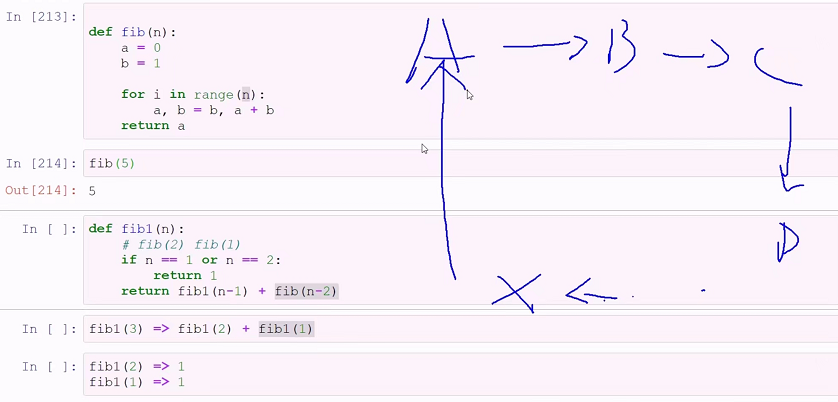 In [213]:
def fib(n):
    a = 0
    b = 1
    for i in range(n):
        a, b = b, a + b
    return a
A → B → C
In [214]: fib(5)
Out[214]: 5
In [ ]: def fib1(n):
    # fib(2) fib(1)
    if n == 1 or n == 2:
        return 1
    return fib1(n-1) + fib(n-2)
D
X ← . .
In [ ]: fib1(3) => fib1(2) + fib1(1)
In [ ]: fib1(2) => 1
fib1(1) => 1